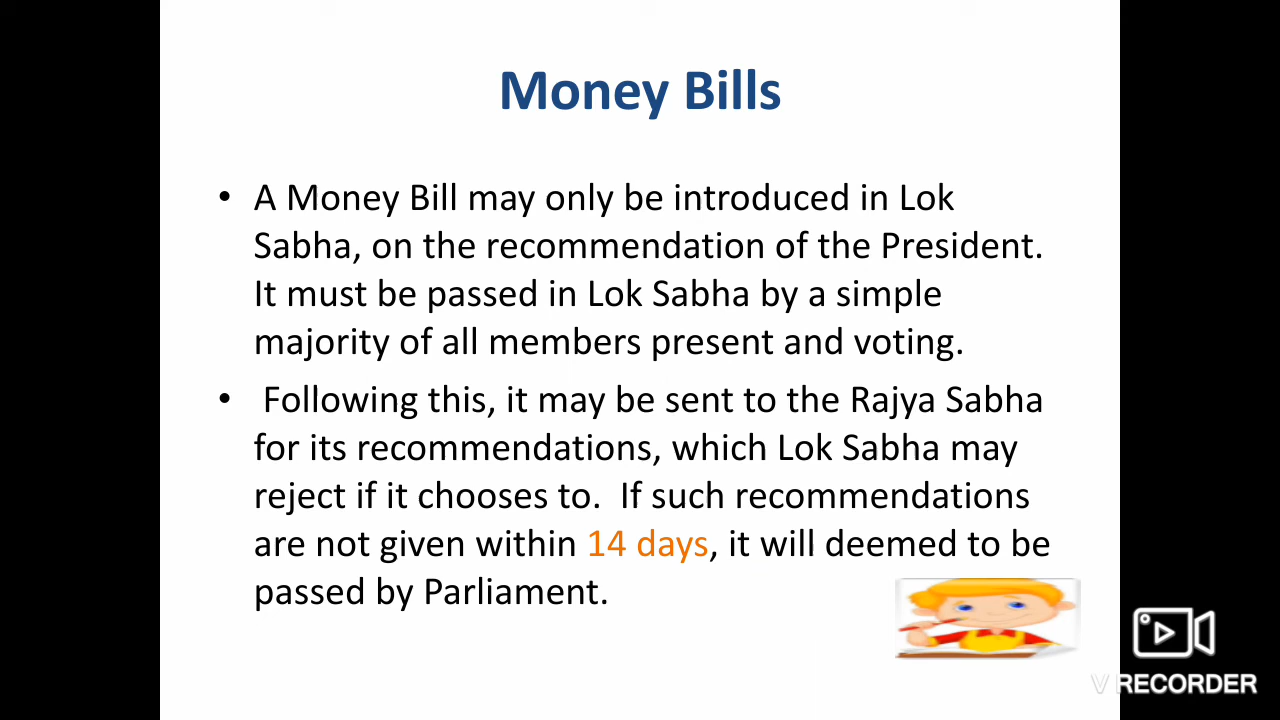 Money Bills
• A Money Bill may only be introduced in Lok
Sabha, on the recommendation of the President.
It must be passed in Lok Sabha by a simple
majority of all members present and voting.
• Following this, it may be sent to the Rajya Sabha
for its recommendations, which Lok Sabha may
reject if it chooses to. If such recommendations
are not given within 14 days, it will deemed to be
passed by Parliament.
V RECORDER